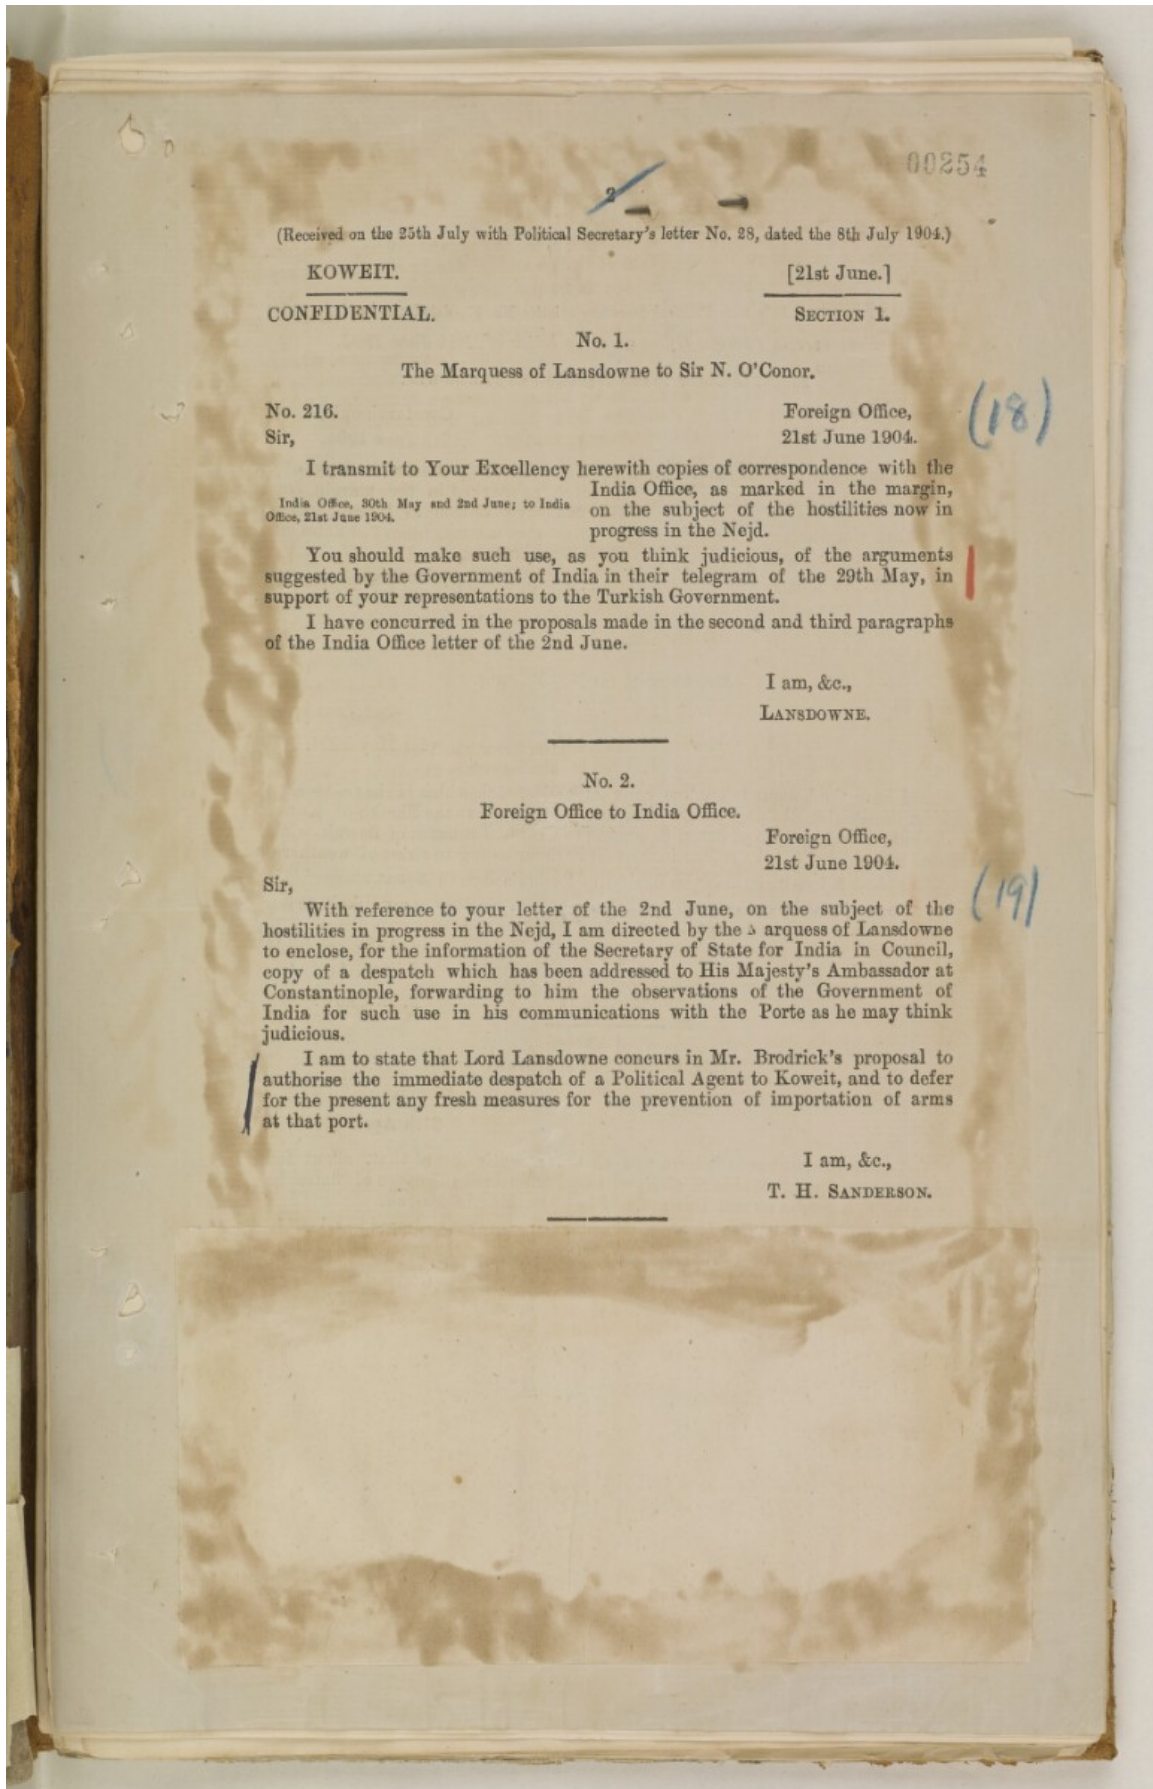 00254
2
(Received on the 25th July with Political Secretary's letter No. 28, dated the 8th July 1904.)
KOWEIT.
[21st June.]
CONFIDENTIAL.
SECTION 1.
No. 1.
The Marquess of Lansdowne to Sir N. O'Conor.
No. 216.
Foreign Office,
(18)
Sir,
21st June 1904.
I transmit to Your Excellency herewith copies of correspondence with the
India Office, 30th May and 2nd June; to India
Office, 21st June 1904.
India Office, as marked in the margin,
on the subject of the hostilities now in
progress in the Nejd.
You should make such use, as you think judicious, of the arguments
suggested by the Government of India in their telegram of the 29th May, in
support of your representations to the Turkish Government.
I have concurred in the proposals made in the second and third paragraphs
of the India Office letter of the 2nd June.
I am, &c.,
LANSDOWNE.
No. 2.
Foreign Office to India Office.
Foreign Office,
21st June 1904.
Sir,
(19)
With reference to your letter of the 2nd June, on the subject of the
hostilities in progress in the Nejd, I am directed by the arquess of Lansdowne
to enclose, for the information of the Secretary of State for India in Council,
copy of a despatch which has been addressed to His Majesty's Ambassador at
Constantinople, forwarding to him the observations of the Government of
India for such use in his communications with the Porte as he may think
judicious.
I am to state that Lord Lansdowne concurs in Mr. Brodrick's proposal to
authorise the immediate despatch of a Political Agent to Koweit, and to defer
for the present any fresh measures for the prevention of importation of arms
at that port.
I am, &c.,
T. H. SANDERSON.